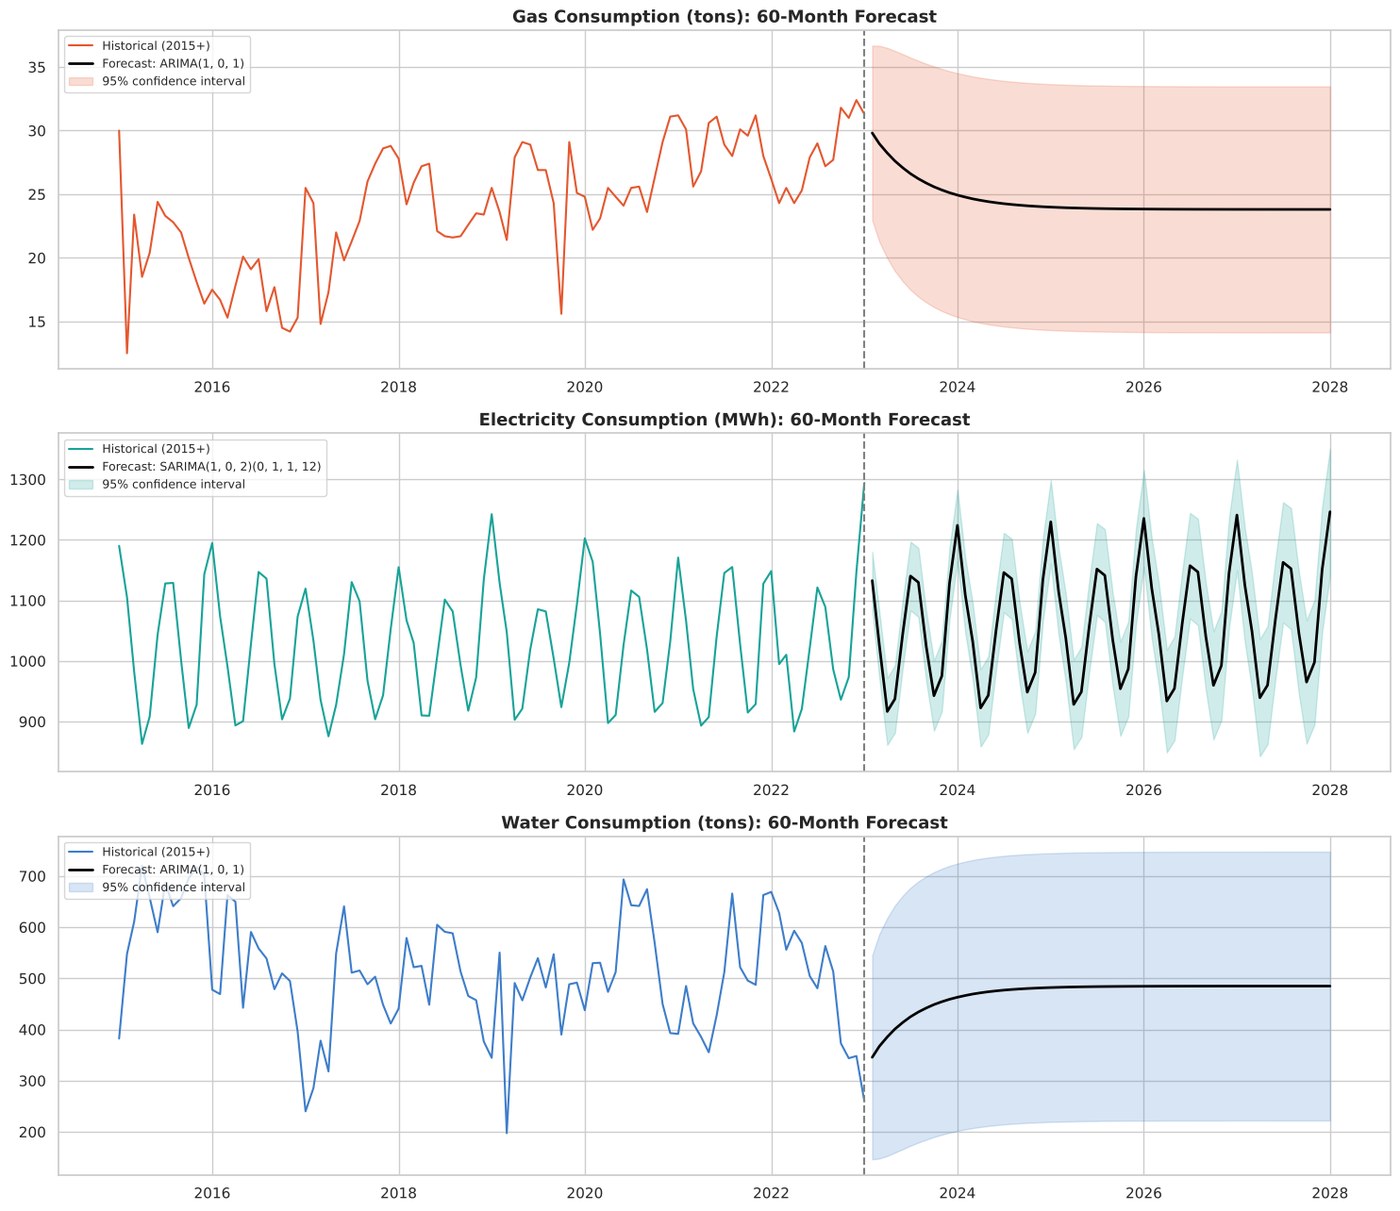 Gas Consumption (tons): 60-Month Forecast
Historical (2015+)
Forecast: ARIMA(1, 0, 1)
95% confidence interval
35
30
25
20
15
2016 2018 2020 2022 2024 2026 2028
Electricity Consumption (MWh): 60-Month Forecast
Historical (2015+)
Forecast: SARIMA(1, 0, 2)(0, 1, 1, 12)
95% confidence interval
1300
1200
1100
1000
900
2016 2018 2020 2022 2024 2026 2028
Water Consumption (tons): 60-Month Forecast
Historical (2015+)
Forecast: ARIMA(1, 0, 1)
95% confidence interval
700
600
500
400
300
200
2016 2018 2020 2022 2024 2026 2028